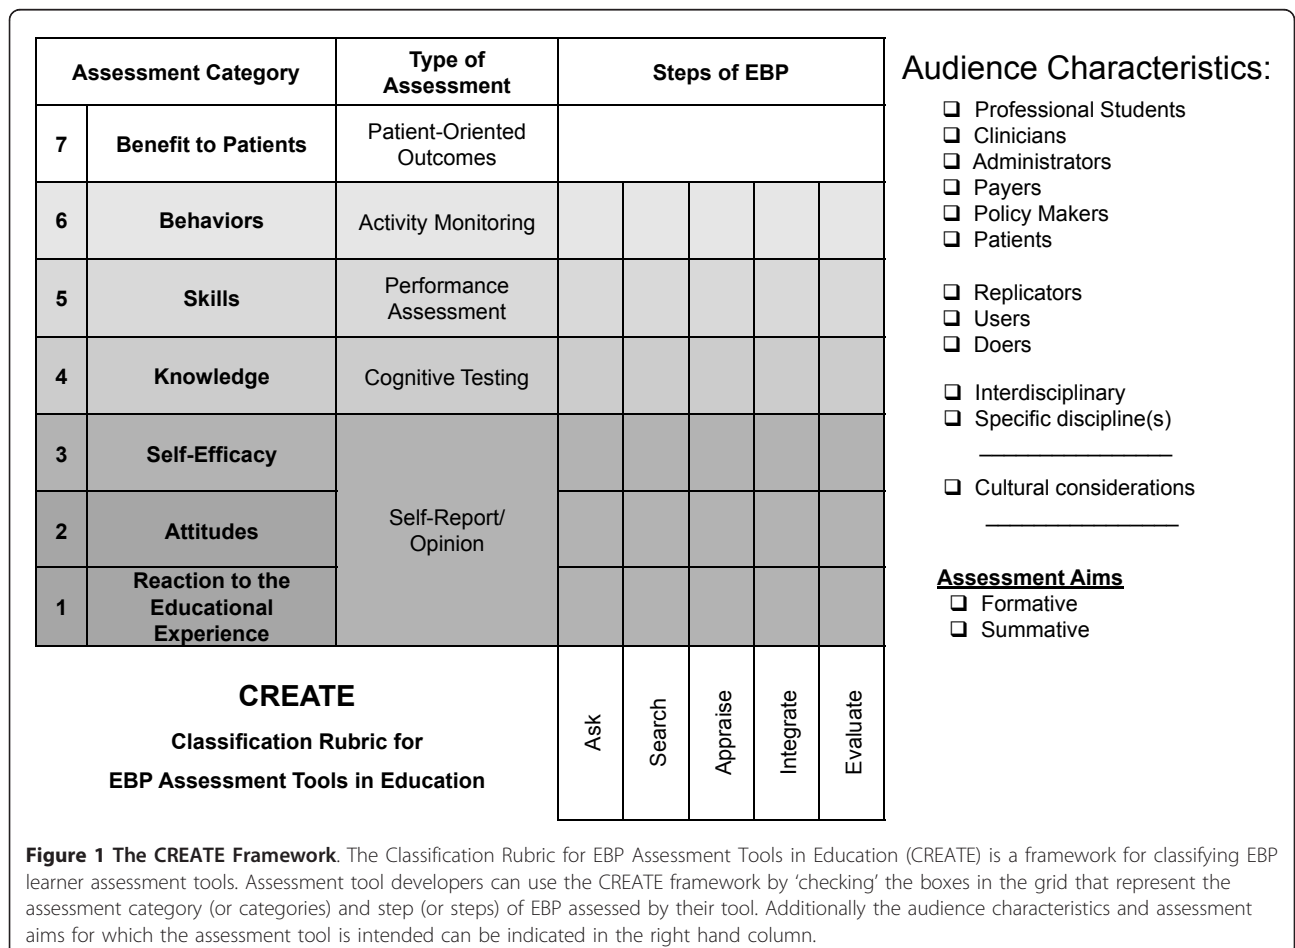 Assessment Category
Type of
Assessment
Steps of EBP
7
Benefit to Patients
Patient-Oriented
Outcomes
6
Behaviors
Activity Monitoring
5
Skills
Performance
Assessment
4
Knowledge
Cognitive Testing
3
Self-Efficacy
2
Attitudes
Self-Report/
Opinion
1
Reaction to the
Educational
Experience
CREATE
Classification Rubric for
EBP Assessment Tools in Education
Ask
Search
Appraise
Integrate
Evaluate
Audience Characteristics:
❑ Professional Students
❑ Clinicians
❑ Administrators
❑ Payers
❑ Policy Makers
❑ Patients
❑ Replicators
❑ Users
❑ Doers
❑ Interdisciplinary
❑ Specific discipline(s)
❑ Cultural considerations
Assessment Aims
❑ Formative
❑ Summative
Figure 1 The CREATE Framework. The Classification Rubric for EBP Assessment Tools in Education (CREATE) is a framework for classifying EBP
learner assessment tools. Assessment tool developers can use the CREATE framework by ‘checking’ the boxes in the grid that represent the
assessment category (or categories) and step (or steps) of EBP assessed by their tool. Additionally the audience characteristics and assessment
aims for which the assessment tool is intended can be indicated in the right hand column.